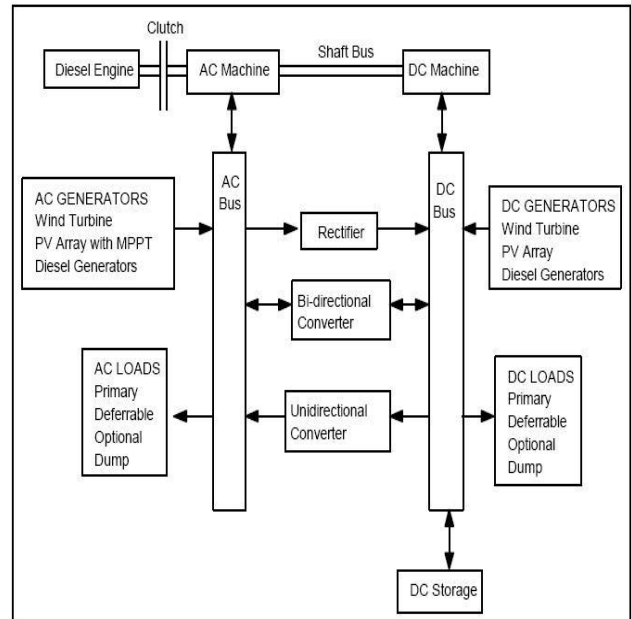 Clutch
Shaft Bus
Diesel Engine
AC Machine
DC Machine
AC GENERATORS
Wind Turbine
PV Array with MPPT
Diesel Generators
AC
Bus
Rectifier
DC
Bus
DC GENERATORS
Wind Turbine
PV Array
Diesel Generators
Bi-directional
Converter
AC LOADS
Primary
Deferrable
Optional
Dump
Unidirectional
Converter
DC LOADS
Primary
Deferrable
Optional
Dump
DC Storage